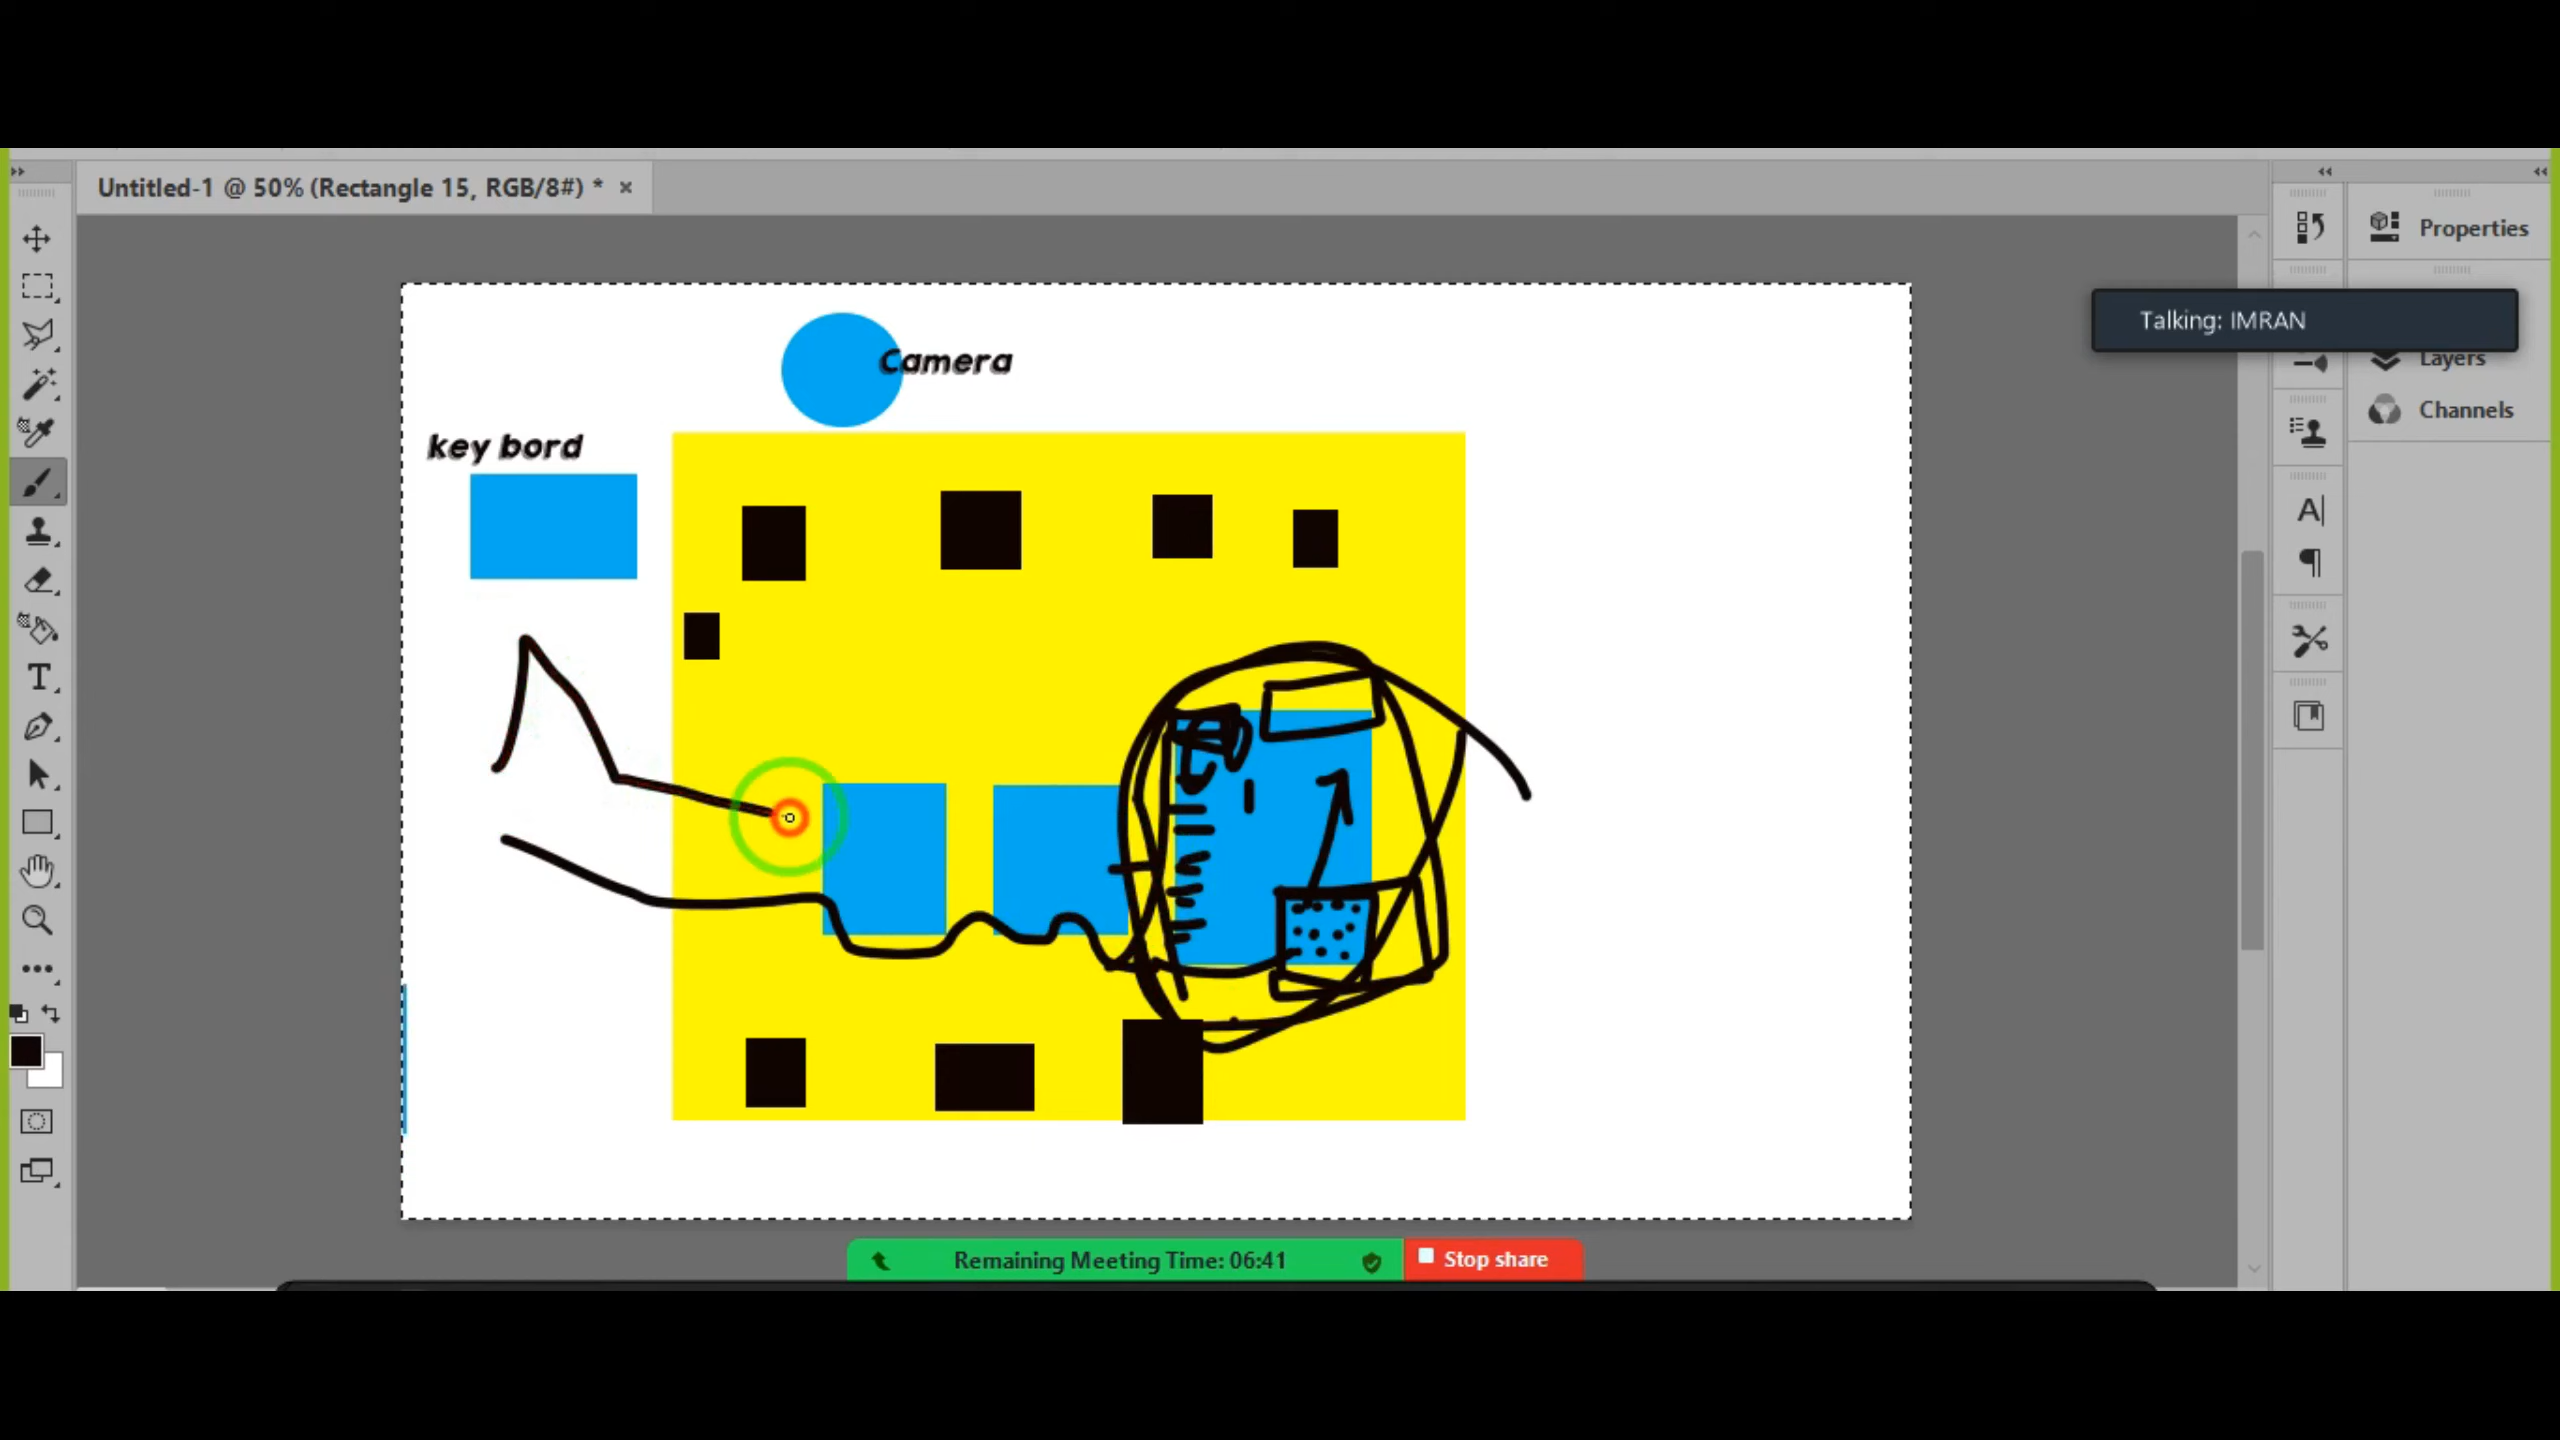 Untitled-1 @ 50% (Rectangle 15, RGB/8#) *
Properties
Talking: IMRAN
Layers
Channels
Camera
key bord
Remaining Meeting Time: 06:41
Stop share